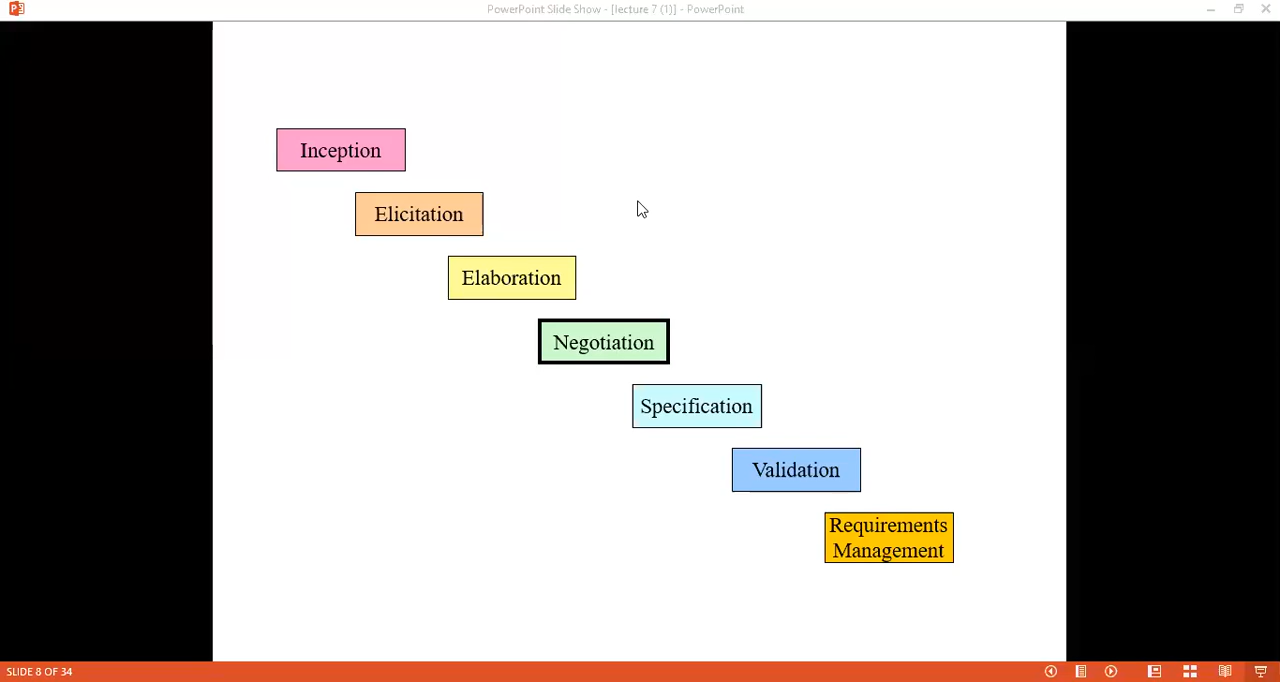 PowerPoint Slide Show - [lecture 7 (1)] - PowerPoint
Inception
Elicitation
Elaboration
Negotiation
Specification
Validation
Requirements
Management
SLIDE 8 OF 34